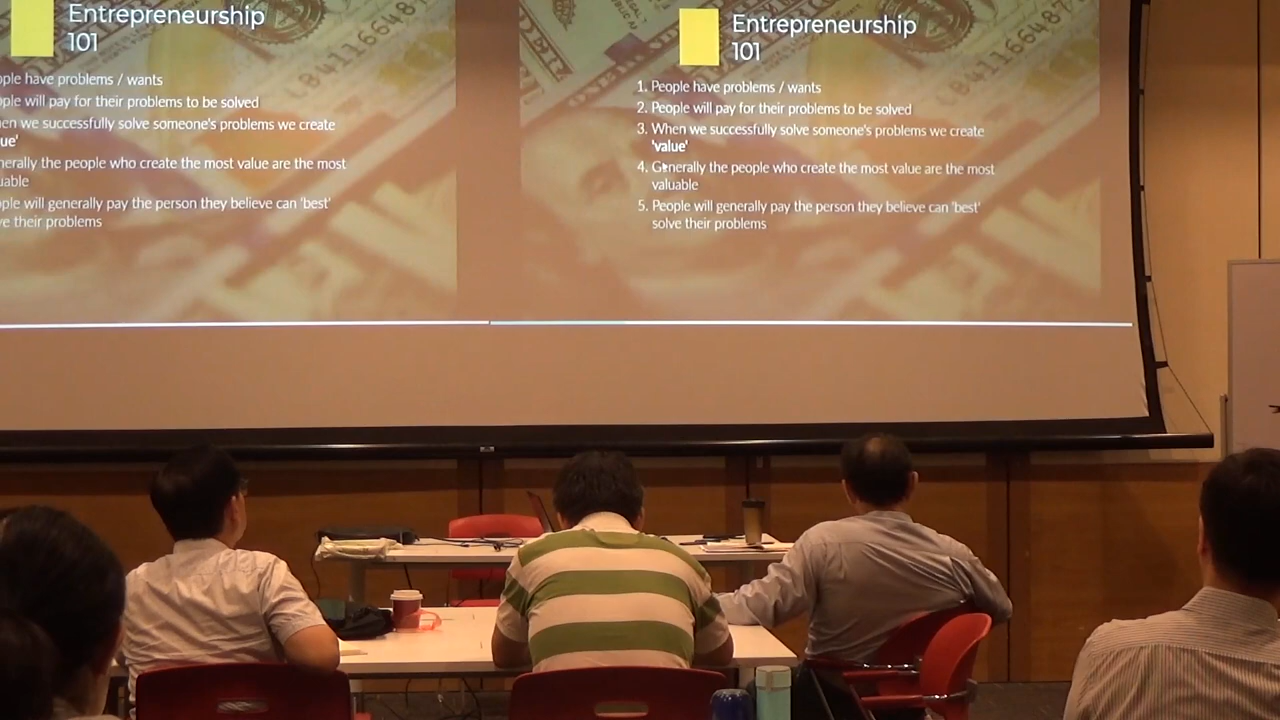 Entrepreneurship
101
ople have problems / wants
ople will pay for their problems to be solved
en we successfully solve someone's problems we create
ue'
nerally the people who create the most value are the most
uable
ople will generally pay the person they believe can 'best'
ve their problems
Entrepreneurship
101
1. People have problems / wants
2. People will pay for their problems to be solved
3. When we successfully solve someone's problems we create
'value'
4. Generally the people who create the most value are the most
valuable
5. People will generally pay the person they believe can 'best'
solve their problems